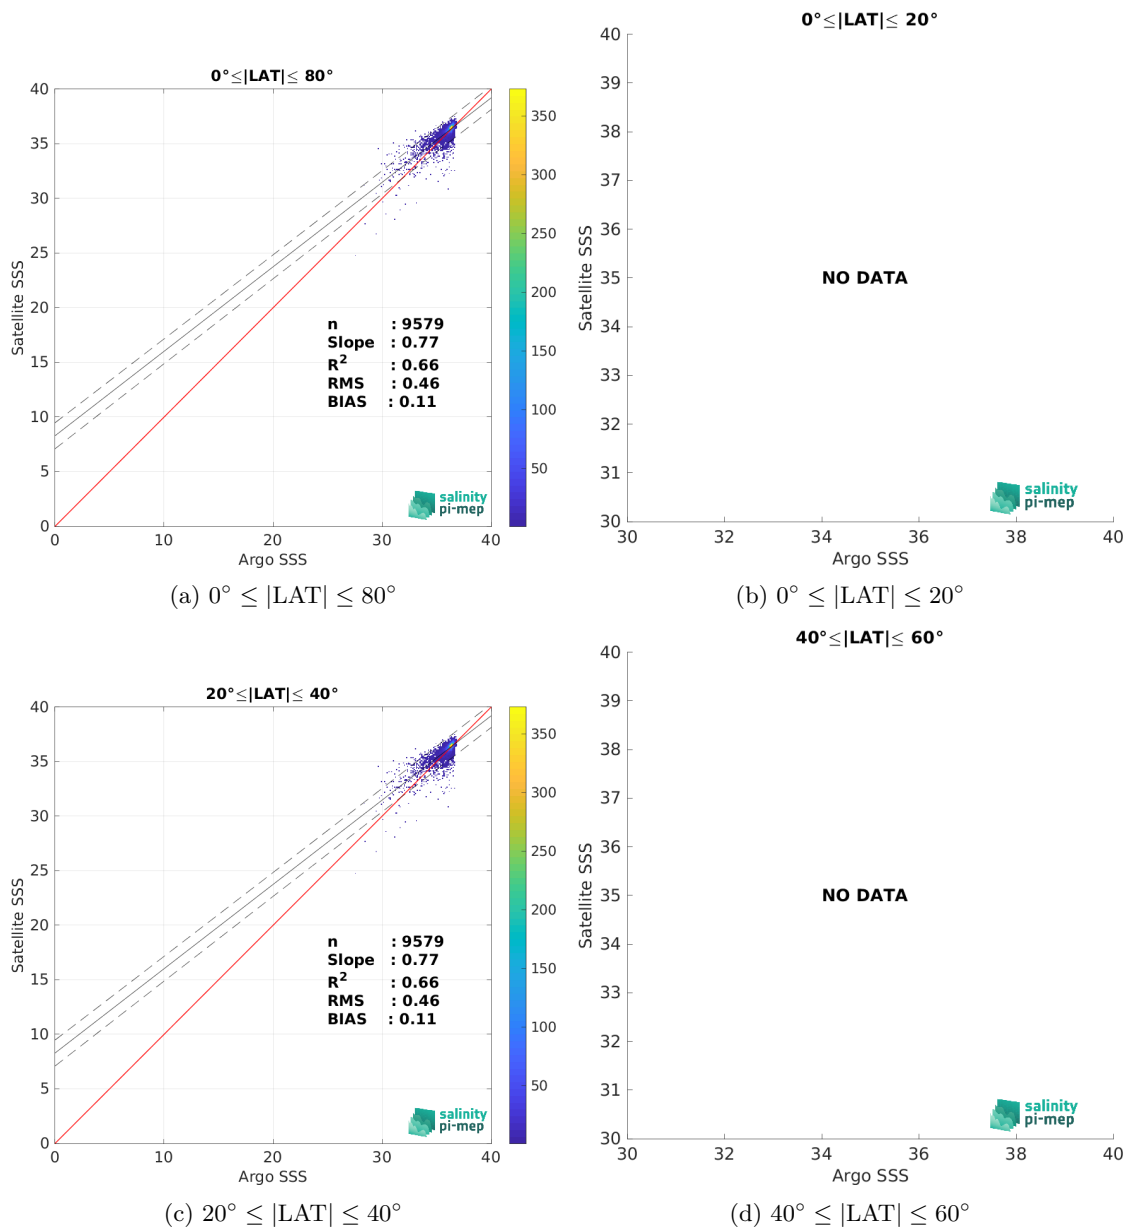 0°≤|LAT|≤ 80°
40
35
30
25
20
15
10
5
0
0
10
20
30
40
Satellite SSS
Argo SSS
n : 9579
Slope : 0.77
R² : 0.66
RMS : 0.46
BIAS : 0.11
salinity
pi-mep
350
300
250
200
150
100
50
(a) 0° ≤ |LAT| ≤ 80°
0°≤|LAT|≤ 20°
40
39
38
37
36
35
34
33
32
31
30
30
32
34
36
38
40
Satellite SSS
Argo SSS
NO DATA
salinity
pi-mep
(b) 0° ≤ |LAT| ≤ 20°
20°≤|LAT|≤ 40°
40
35
30
25
20
15
10
5
0
0
10
20
30
40
Satellite SSS
Argo SSS
n : 9579
Slope : 0.77
R² : 0.66
RMS : 0.46
BIAS : 0.11
salinity
pi-mep
350
300
250
200
150
100
50
(c) 20° ≤ |LAT| ≤ 40°
40°≤|LAT|≤ 60°
40
39
38
37
36
35
34
33
32
31
30
30
32
34
36
38
40
Satellite SSS
Argo SSS
NO DATA
salinity
pi-mep
(d) 40° ≤ |LAT| ≤ 60°